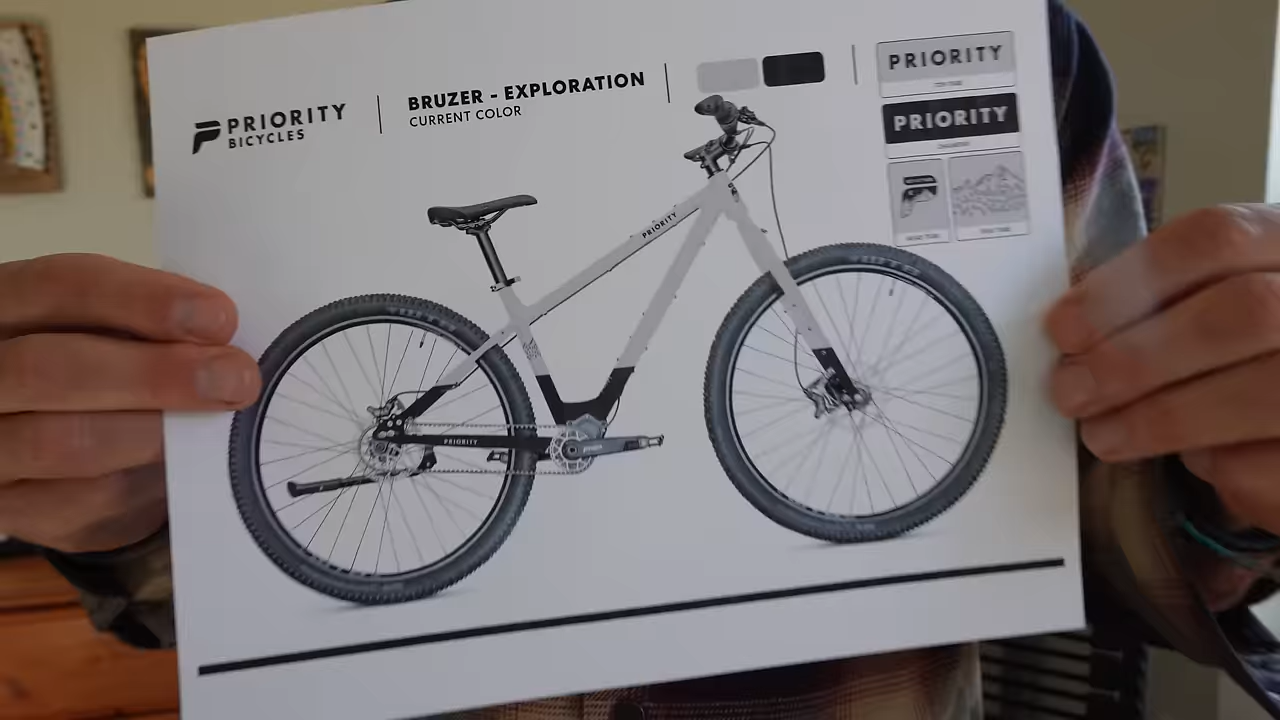 PRIORITY
BICYCLES
BRUZER - EXPLORATION
CURRENT COLOR
PRIORITY
PRIORITY
PRIORITY
PRIORITY